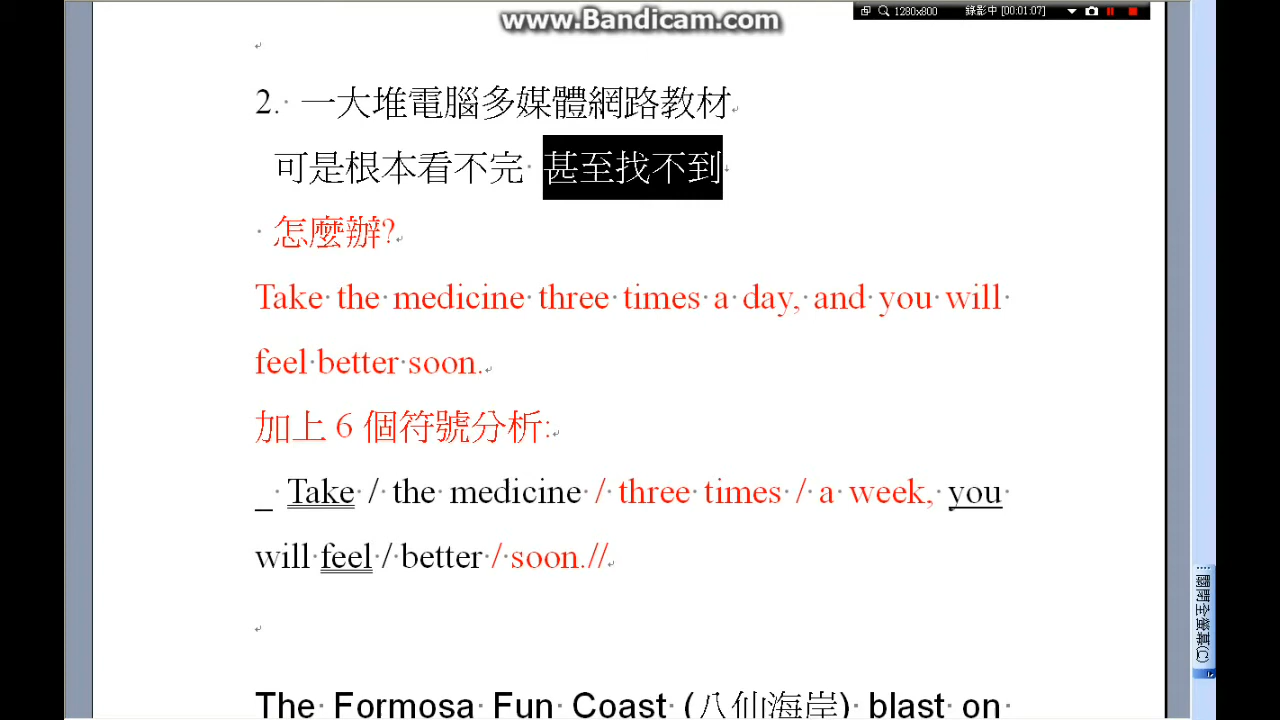 www.Bandicam.com
1280x800 錄影中 [00:01:07]
2. 一大堆電腦多媒體網路教材
可是根本看不完 甚至找不到
怎麼辦?
Take the medicine three times a day, and you will
feel better soon.
加上 6 個符號分析:
_ Take / the medicine / three times / a week, you
will feel / better / soon.//
The Formosa Fun Coast (八仙海岸) blast on
關閉全螢幕(C)